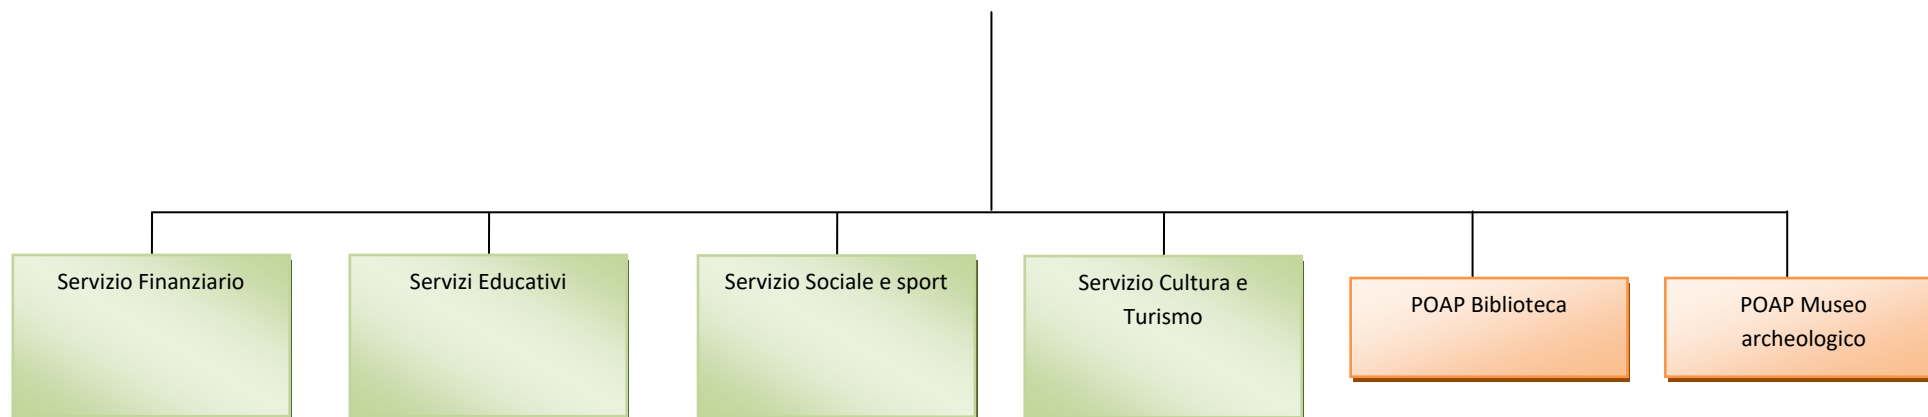 Servizio Finanziario
Servizi Educativi
Servizio Sociale e sport
Servizio Cultura e
Turismo
POAP Biblioteca
POAP Museo
archeologico